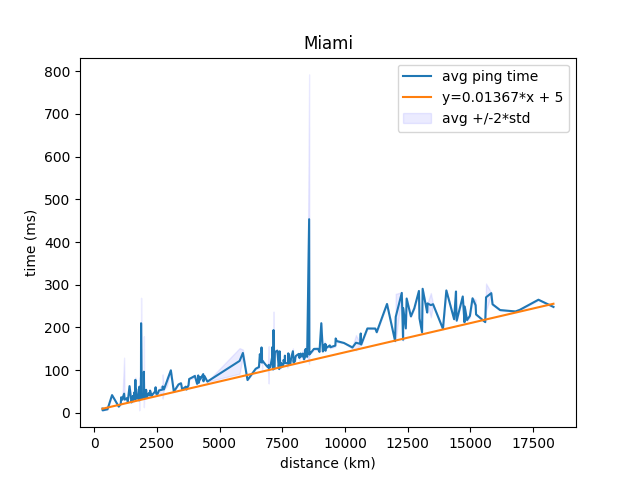 Miami
avg ping time
y=0.01367*x + 5
avg +/-2*std
800
700
600
500
400
300
200
100
0
time (ms)
0
2500
5000
7500
10000
12500
15000
17500
distance (km)